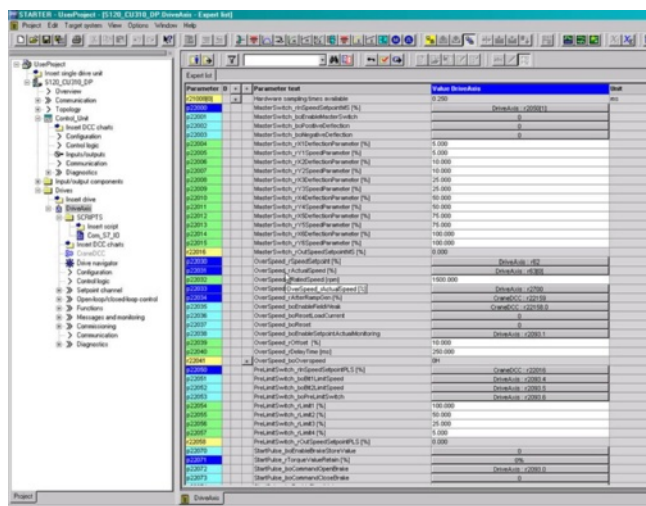 STARTER - UserProject - [S120_CU310_DP.DriveAxis - Expert list]
Project Edit Target system View Options Window Help
UserProject
Insert single drive unit
S120_CU310_DP
Overview
Communication
Topology
Control_Unit
Insert DCC charts
Configuration
Control logic
Inputs/outputs
Communication
Diagnostics
Input/output components
Drives
Insert drive
DriveAxis
SCRIPTS
Insert script
Com_S7_IO
Insert DCC charts
CraneDCC
Drive navigator
Configuration
Control logic
Setpoint channel
Open-loop/closed-loop control
Functions
Messages and monitoring
Commissioning
Communication
Diagnostics
Project
Expert list
Parameter D Parameter text Value DriveAxis Unit
r21008[0] Hardware sampling times available 0.250 ms
p22000 MasterSwitch_rInSpeedSetpointMS [%] DriveAxis : r2050[1]
p22001 MasterSwitch_boEnableMasterSwitch 0
p22002 MasterSwitch_boPositiveDeflection 0
p22003 MasterSwitch_boNegativeDeflection 0
p22004 MasterSwitch_rX1DeflectionParameter [%] 5.000
p22005 MasterSwitch_rY1SpeedParameter [%] 5.000
p22006 MasterSwitch_rX2DeflectionParameter [%] 10.000
p22007 MasterSwitch_rY2SpeedParameter [%] 10.000
p22008 MasterSwitch_rX3DeflectionParameter [%] 25.000
p22009 MasterSwitch_rY3SpeedParameter [%] 25.000
p22010 MasterSwitch_rX4DeflectionParameter [%] 50.000
p22011 MasterSwitch_rY4SpeedParameter [%] 50.000
p22012 MasterSwitch_rX5DeflectionParameter [%] 75.000
p22013 MasterSwitch_rY5SpeedParameter [%] 75.000
p22014 MasterSwitch_rX6DeflectionParameter [%] 100.000
p22015 MasterSwitch_rY6SpeedParameter [%] 100.000
r22016 MasterSwitch_rOutSpeedSetpointMS [%] 0.000
p22030 OverSpeed_rSpeedSetpoint [%] DriveAxis : r62
p22031 OverSpeed_rActualSpeed [%] DriveAxis : r63[0]
p22032 OverSpeed_rRatedSpeed [rpm] 1500.000
p22033 OverSpeed OverSpeed_rActualSpeed [%] DriveAxis : r2700
p22034 OverSpeed_rAfterRampGen [%] CraneDCC : r22159
p22035 OverSpeed_boEnableFieldWeak CraneDCC : r22158.0
p22036 OverSpeed_boResetLoadCurrent 0
p22037 OverSpeed_boReset 0
p22038 OverSpeed_boEnableSetpointActualMonitoring DriveAxis : r2090.1
p22039 OverSpeed_rOffset [%] 10.000
p22040 OverSpeed_rDelayTime [ms] 250.000
r22041 OverSpeed_boOverspeed 0H
p22050 PreLimitSwitch_rInSpeedSetpointPLS [%] CraneDCC : r22016
p22051 PreLimitSwitch_boBit1LimitSpeed DriveAxis : r2093.4
p22052 PreLimitSwitch_boBit2LimitSpeed DriveAxis : r2093.5
p22053 PreLimitSwitch_boPreLimitSwitch DriveAxis : r2093.6
p22054 PreLimitSwitch_rLimit1 [%] 100.000
p22055 PreLimitSwitch_rLimit2 [%] 50.000
p22056 PreLimitSwitch_rLimit3 [%] 25.000
p22057 PreLimitSwitch_rLimit4 [%] 5.000
r22058 PreLimitSwitch_rOutSpeedSetpointPLS [%] 0.000
p22070 StartPulse_boEnableBrakeStoreValue 0
p22071 StartPulse_rTorqueValueRetain [%] 0%
p22072 StartPulse_boCommandOpenBrake DriveAxis : r2093.0
p22073 StartPulse_boCommandCloseBrake 0
DriveAxis